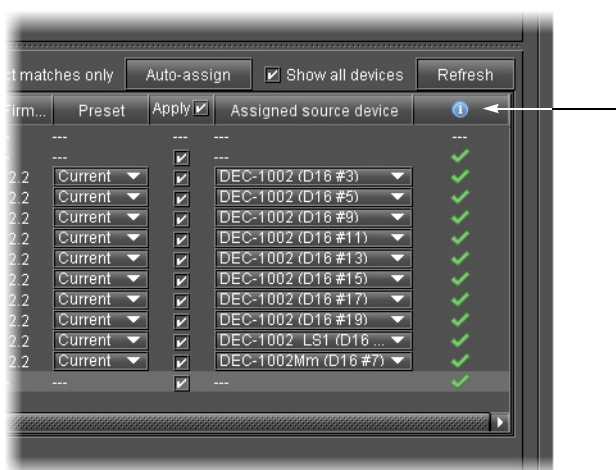 ct matches only Auto-assign Show all devices Refresh
Firm... Preset Apply Assigned source device
--- --- ---  ---
--- ---
2.2 Current DEC-1002 (D16 #3)
2.2 Current DEC-1002 (D16 #5)
2.2 Current DEC-1002 (D16 #9)
2.2 Current DEC-1002 (D16 #11)
2.2 Current DEC-1002 (D16 #13)
2.2 Current DEC-1002 (D16 #15)
2.2 Current DEC-1002 (D16 #17)
2.2 Current DEC-1002 (D16 #19)
2.2 Current DEC-1002_LS1 (D16 ...
2.2 Current DEC-1002Mm (D16 #7)
--- ---